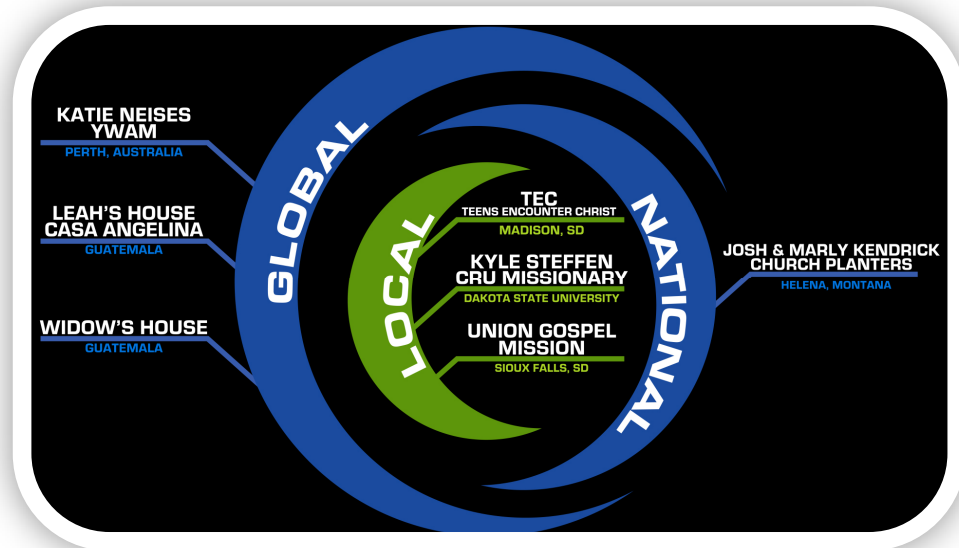 GLOBAL
KATIE NEISES
YWAM
PERTH, AUSTRALIA
LEAH'S HOUSE
CASA ANGELINA
GUATEMALA
WIDOW'S HOUSE
GUATEMALA
LOCAL
TEC
TEENS ENCOUNTER CHRIST
MADISON, SD
KYLE STEFFEN
CRU MISSIONARY
DAKOTA STATE UNIVERSITY
UNION GOSPEL
MISSION
SIOUX FALLS, SD
NATIONAL
JOSH & MARLY KENDRICK
CHURCH PLANTERS
HELENA, MONTANA